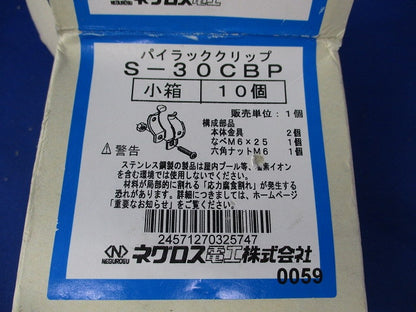 ネグロス電工
パイラッククリップ
S-30CBP
小箱 10個
販売単位:1個
構成部品
本体金具 2個
なべM6×25 1個
六角ナットM6 1個
警告
ステンレス鋼製の製品は屋内プール等、塩素イオン
を含む環境では使用しないでください。
材料が局部的に割れる「応力腐食割れ」が発生する
恐れがあります。詳細につきましては、ホームページ
「重要なお知らせ」をご覧ください。
24571270325747
N
NEGUROSU
ネグロス電工株式会社
0059